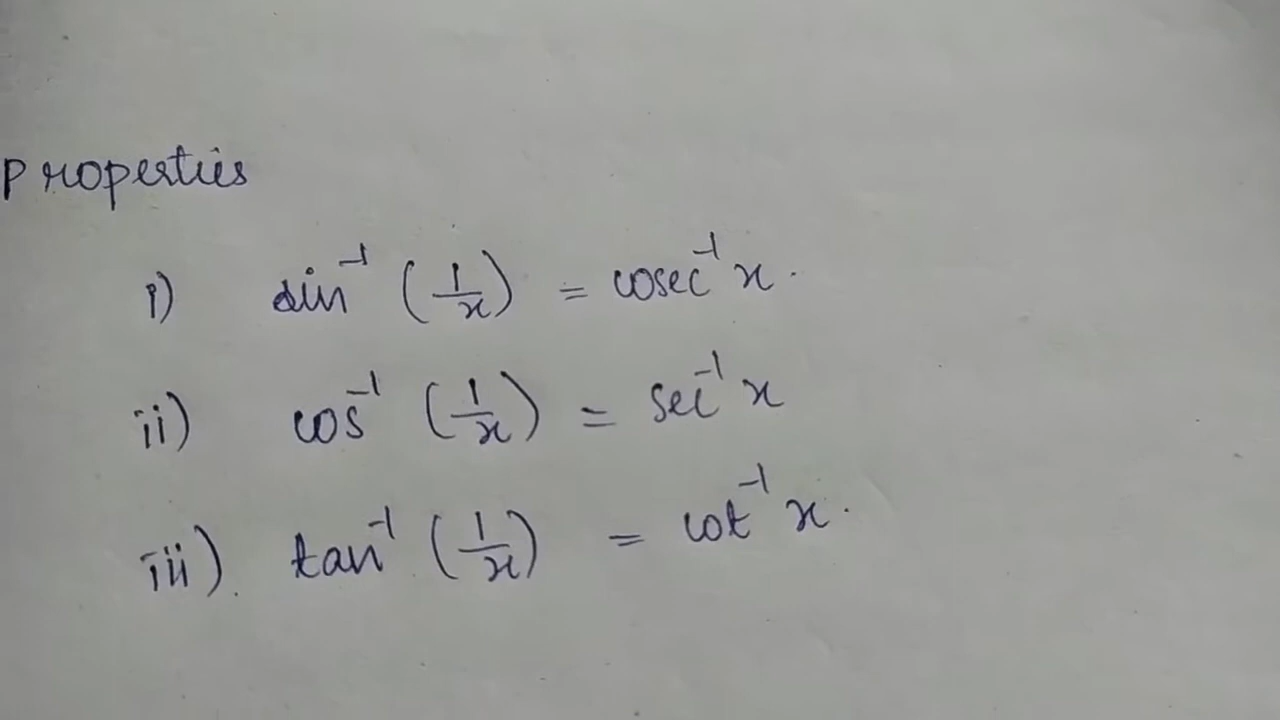 Properties
i) sin⁻¹ (1/x) = cosec⁻¹ x.
ii) cos⁻¹ (1/x) = sec⁻¹ x
iii) tan⁻¹ (1/x) = cot⁻¹ x.